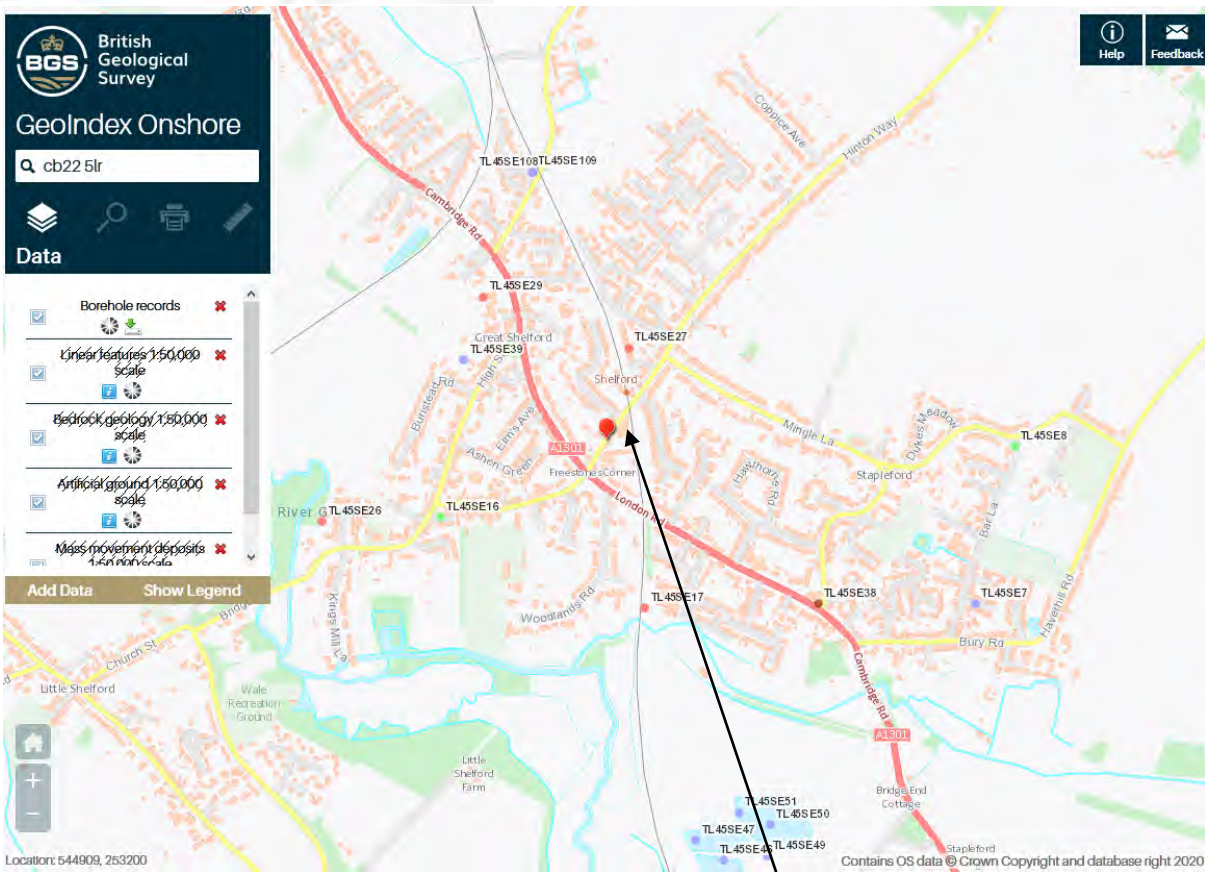 British
Geological
Survey
BGS
GeoIndex Onshore
cb22 5lr
Data
Borehole records
Linear features 1:50,000
scale
Bedrock geology 1:50,000
scale
Artificial ground 1:50,000
scale
Mass movement deposits
1:50,000 scale
Add Data
Show Legend
Help
Feedback
Coppice Ave
Hinton Way
TL45SE108
TL45SE109
Cambridge Rd
TL45SE29
Great Shelford
TL45SE39
High St
TL45SE27
Shelford
Buristead Rd
Elm's Ave
Mingle La
Dukes Meadow
TL45SE8
A1301
Ashen Green
Freestones Corner
Hawthorne Rd
Stapleford
River G
TL45SE26
TL45SE16
London Rd
Bar La
TL45SE17
TL45SE38
TL45SE7
Woodlands Rd
Kings Mill La
Haverhill Rd
Bury Rd
Church St
Little Shelford
Wale
Recreation
Ground
Cambridge Rd
A1301
Little
Shelford
Farm
Bridge End
Cottage
TL45SE51
TL45SE50
TL45SE47
TL45SE49
Stapleford
Location: 544909, 253200
Contains OS data © Crown Copyright and database right 2020